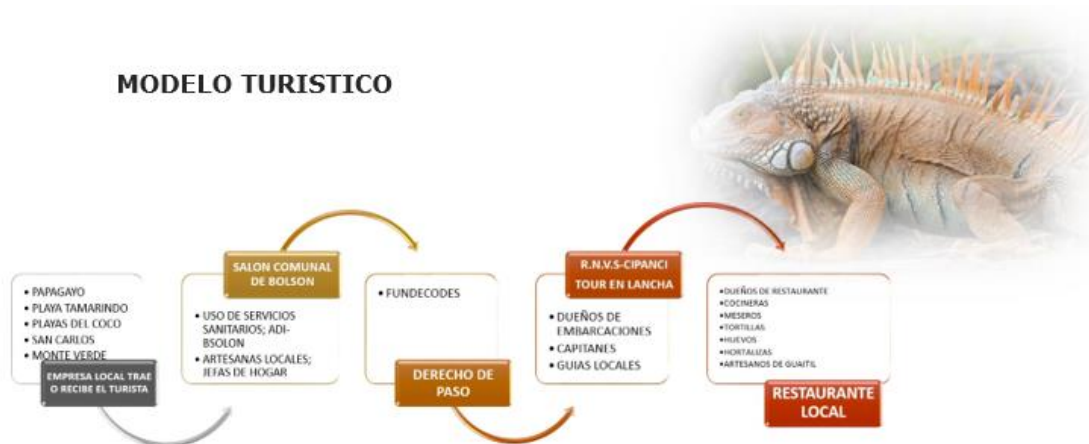 MODELO TURISTICO
• PAPAGAYO
• PLAYA TAMARINDO
• PLAYAS DEL COCO
• SAN CARLOS
• MONTE VERDE
EMPRESA LOCAL TRAE
O RECIBE EL TURISTA
SALON COMUNAL
DE BOLSON
• USO DE SERVICIOS
SANITARIOS; ADI-
BSOLON
• ARTESANAS LOCALES;
JEFAS DE HOGAR
• FUNDECODES
DERECHO DE
PASO
R.N.V.S-CIPANCI
TOUR EN LANCHA
• DUEÑOS DE
EMBARCACIONES
• CAPITANES
• GUIAS LOCALES
• DUEÑOS DE RESTAURANTE
• COCINERAS
• MESEROS
• TORTILLAS
• HUEVOS
• HORTALIZAS
• ARTESANOS DE GUAITIL
RESTAURANTE
LOCAL